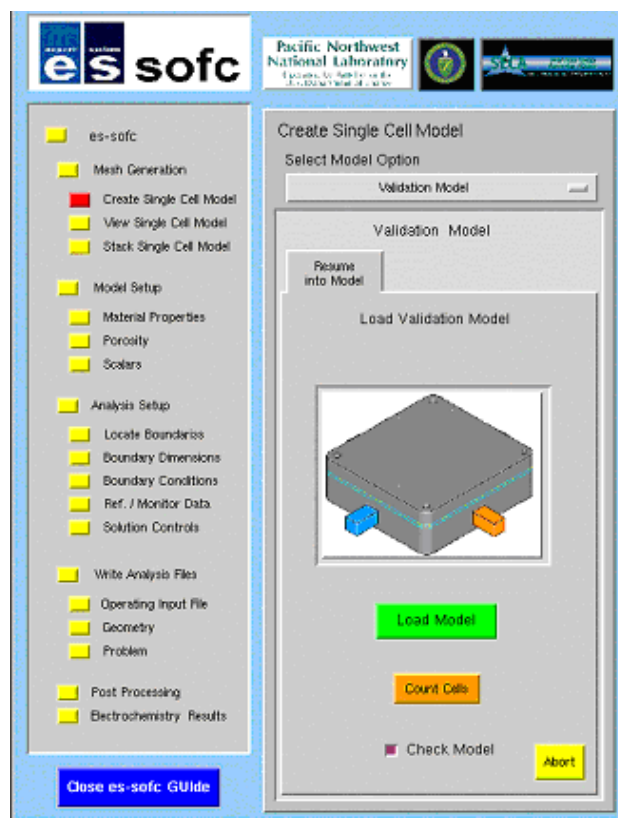 es sofc
Pacific Northwest
National Laboratory
es-sofc
Mesh Generation
Create Single Cell Model
View Single Cell Model
Stack Single Cell Model
Model Setup
Material Properties
Porosity
Scalars
Analysis Setup
Locate Boundariss
Boundary Dimensions
Boundary Conditions
Ref. / Monitor Data
Solution Controls
Write Analysis Files
Operating Input File
Geometry
Problem
Post Processing
Electrochemistry Results
Close es-sofc GUIde
Create Single Cell Model
Select Model Option
Validation Model
Validation Model
Resume
into Model
Load Validation Model
Load Model
Count Cells
Check Model
Abort